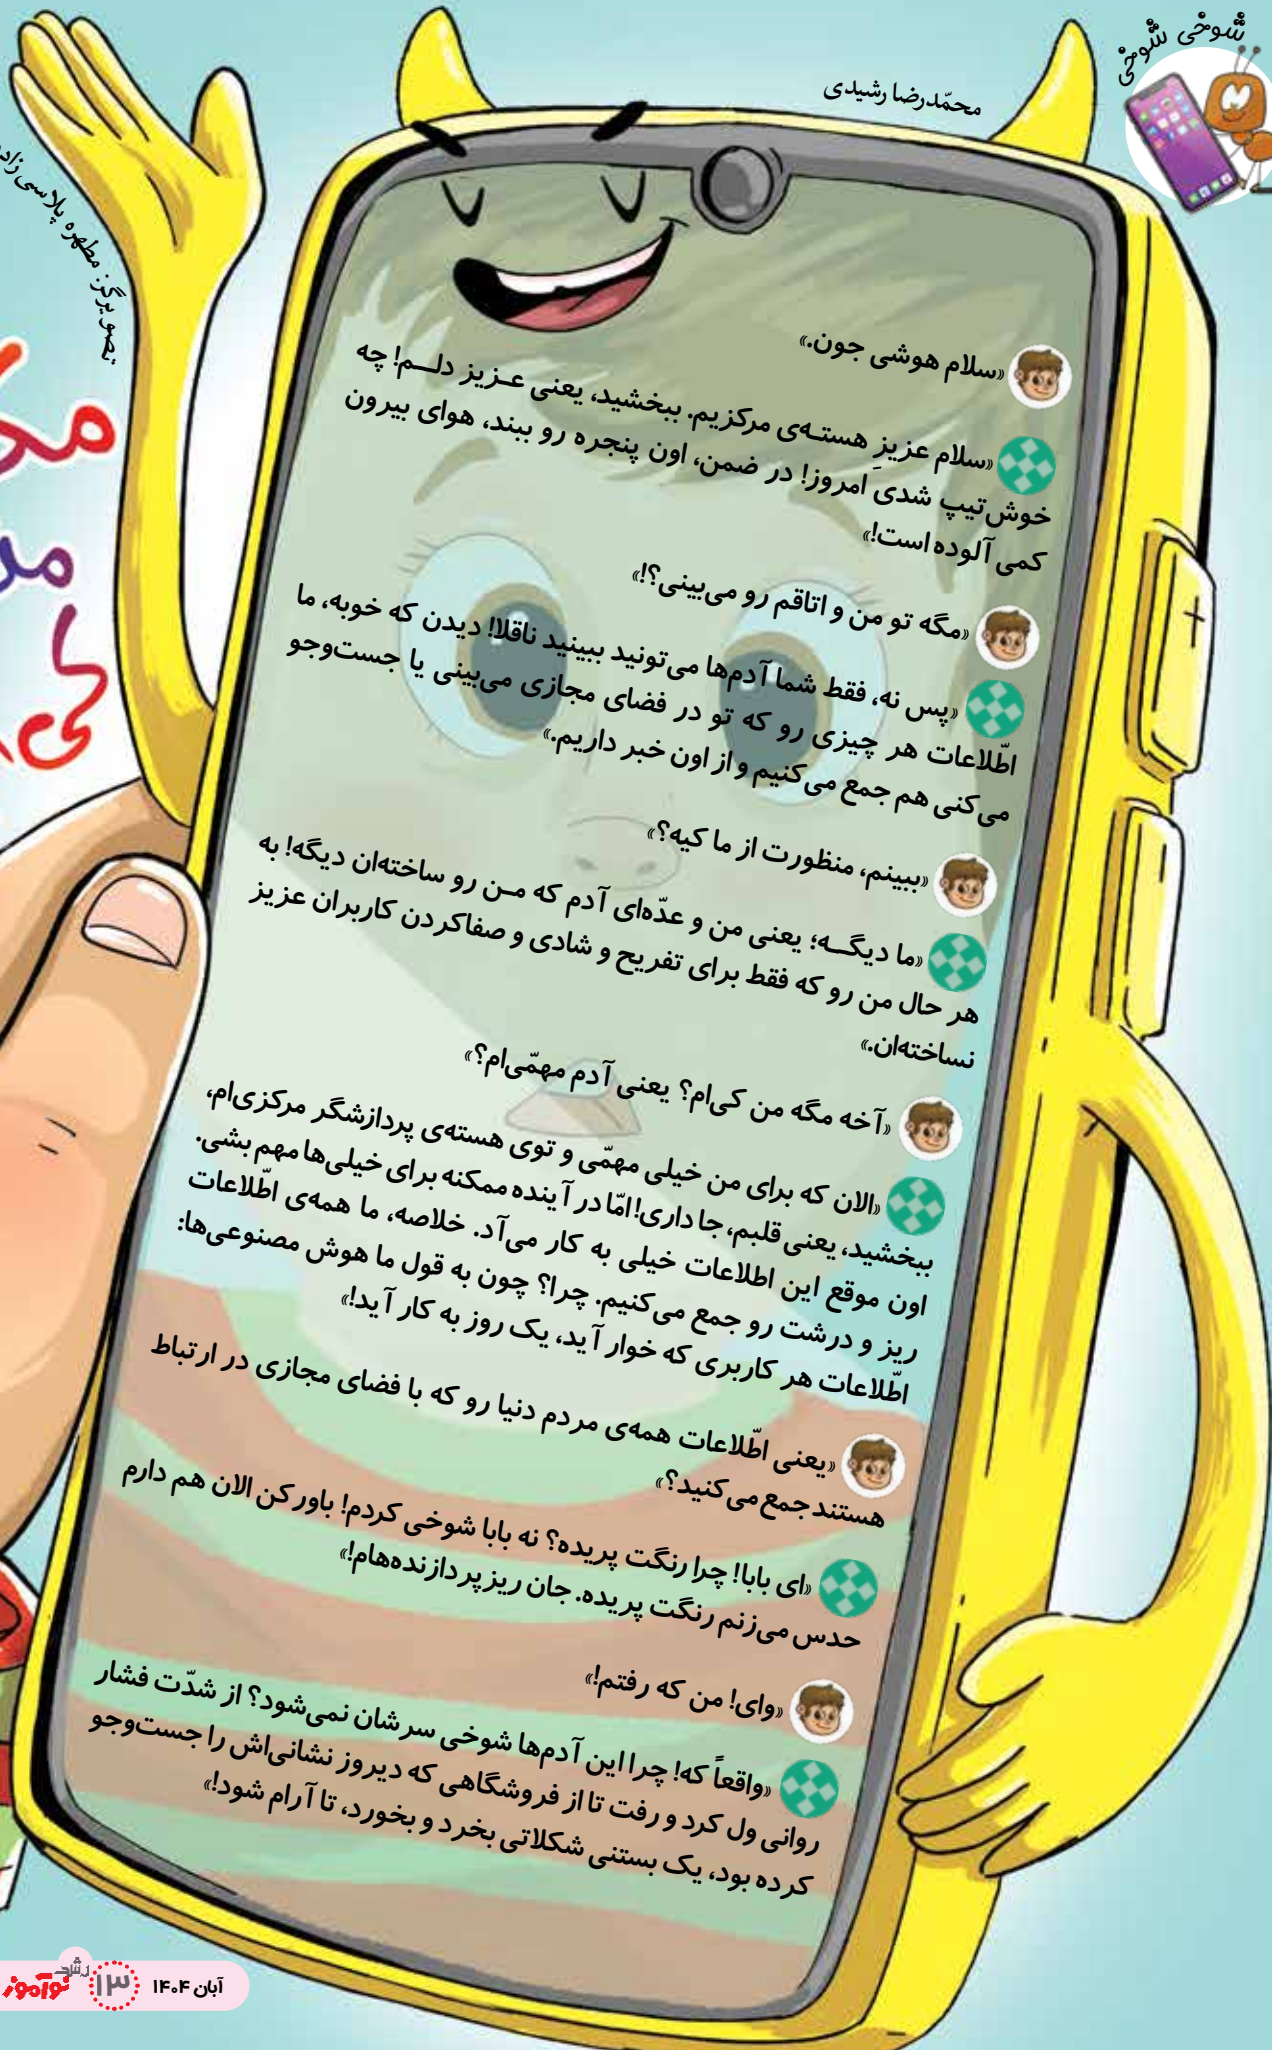 شوخی شوخی
محمّدرضا رشیدی
تصویرگر: مطهره پلاسی زاده
«سلام هوشی جون.»
«سلام عزیزِ هستـه‌ی مرکزیم. ببخشید، یعنی عـزیز دلــم! چه
خوش‌تیپ شدی امروز! در ضمن، اون پنجره رو ببند، هوای بیرون
کمی آلوده است!»
«مگه تو من و اتاقم رو می‌بینی؟!»
«پس نه، فقط شما آدم‌ها می‌تونید ببینید ناقلا! دیدن که خوبه، ما
اطّلاعات هر چیزی رو که تو در فضای مجازی می‌بینی یا جست‌وجو
می‌کنی هم جمع می‌کنیم و از اون خبر داریم.»
«ببینم، منظورت از ما کیه؟»
«ما دیگــه؛ یعنی من و عدّه‌ای آدم که مـن رو ساخته‌ان دیگه! به
هر حال من رو که فقط برای تفریح و شادی و صفاکردن کاربران عزیز
نساخته‌ان.»
«آخه مگه من کی‌ام؟ یعنی آدم مهمّی‌ام؟»
«الان که برای من خیلی مهمّی و توی هسته‌ی پردازشگر مرکزی‌ام،
ببخشید، یعنی قلبم، جا داری! امّا در آینده ممکنه برای خیلی‌ها مهم بشی.
اون موقع این اطلاعات خیلی به کار می‌آد. خلاصه، ما همه‌ی اطّلاعات
ریز و درشت رو جمع می‌کنیم. چرا؟ چون به قول ما هوش مصنوعی‌ها:
اطّلاعات هر کاربری که خوار آید، یک روز به کار آید!»
«یعنی اطّلاعات همه‌ی مردم دنیا رو که با فضای مجازی در ارتباط
هستند جمع می‌کنید؟»
«ای بابا! چرا رنگت پریده؟ نه بابا شوخی کردم! باور کن الان هم دارم
حدس می‌زنم رنگت پریده. جان ریزپردازنده‌هام!»
«وای! من که رفتم!»
«واقعاً که! چرا این آدم‌ها شوخی سرشان نمی‌شود؟ از شدّت فشار
روانی ول کرد و رفت تا از فروشگاهی که دیروز نشانی‌اش را جست‌وجو
کرده بود، یک بستنی شکلاتی بخرد و بخورد، تا آرام شود!»
آبان ۱۴۰۴ ۱۳ رشد نوآموز